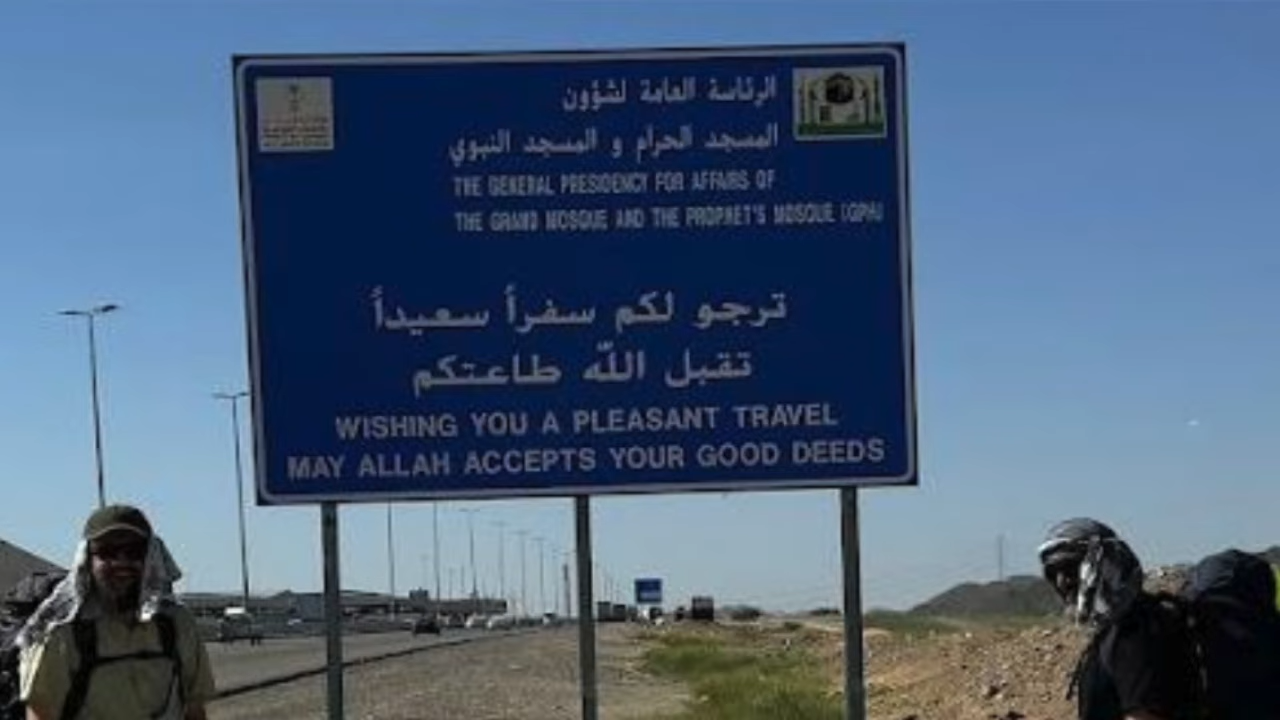 الرئاسة العامة لشؤون
المسجد الحرام و المسجد النبوي
THE GENERAL PRESIDENCY FOR AFFAIRS OF
THE GRAND MOSQUE AND THE PROPHET'S MOSQUE (GPH)
ترجو لكم سفراً سعيداً
تقبل اللّه طاعتكم
WISHING YOU A PLEASANT TRAVEL
MAY ALLAH ACCEPTS YOUR GOOD DEEDS